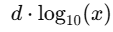 d · log₁₀(x)